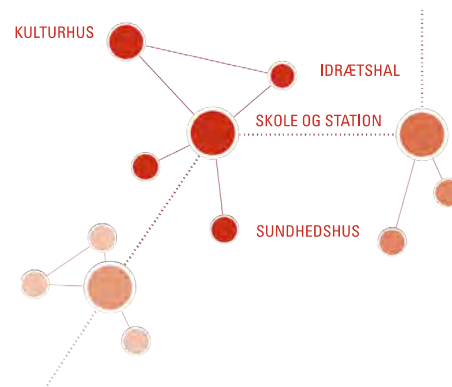 KULTURHUS
IDRÆTSHAL
SKOLE OG STATION
SUNDHEDSHUS